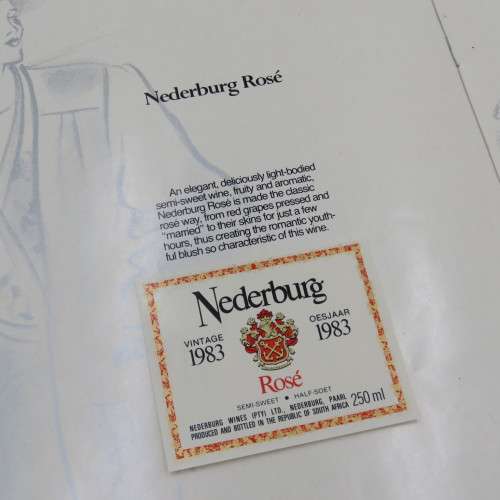 Nederburg Rosé
An elegant, deliciously light-bodied
semi-sweet wine, fruity and aromatic,
Nederburg Rosé is made the classic
rosé way, from red grapes pressed and
"married" to their skins for just a few
hours, thus creating the romantic youth-
ful blush so characteristic of this wine.
Nederburg
VINTAGE 1983
OESJAAR 1983
Rosé
SEMI-SWEET • HALF-SOET
250 ml
NEDERBURG WINES (PTY) LTD., NEDERBURG, PAARL
PRODUCED AND BOTTLED IN THE REPUBLIC OF SOUTH AFRICA